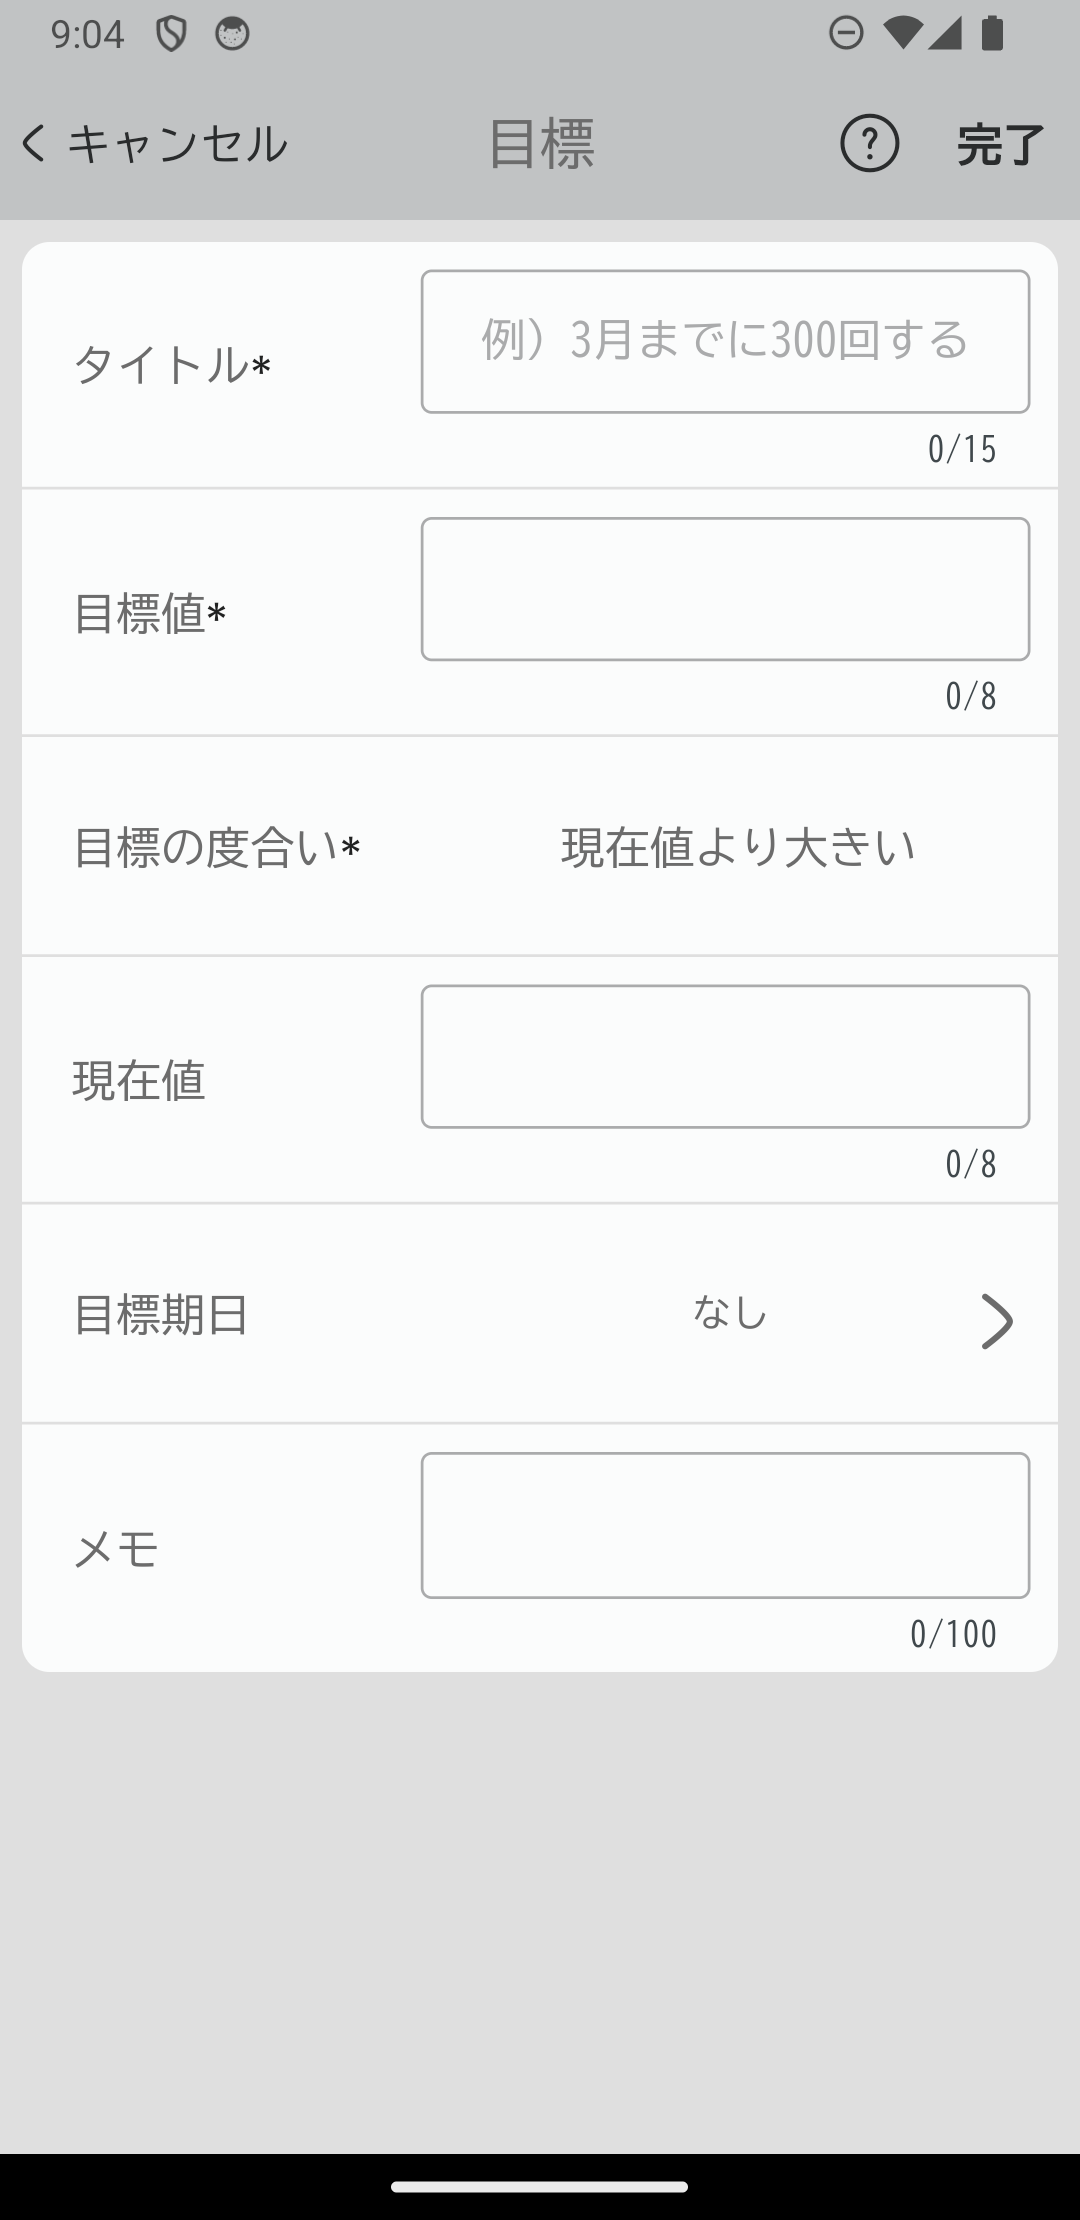 9:04
キャンセル
目標
?
完了
タイトル*
例）3月までに300回する
0/15
目標値*
0/8
目標の度合い*
現在値より大きい
現在値
0/8
目標期日
なし
メモ
0/100